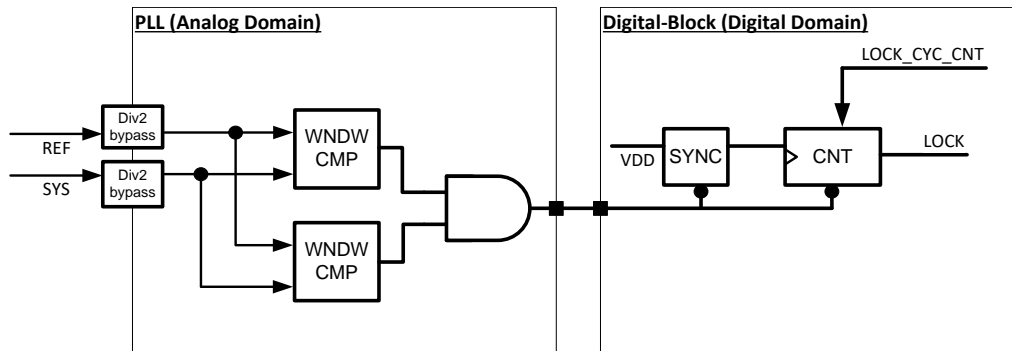 PLL (Analog Domain)
Digital-Block (Digital Domain)
LOCK_CYC_CNT
Div2
bypass
REF
Div2
bypass
SYS
WNDW
CMP
WNDW
CMP
VDD
SYNC
CNT
LOCK